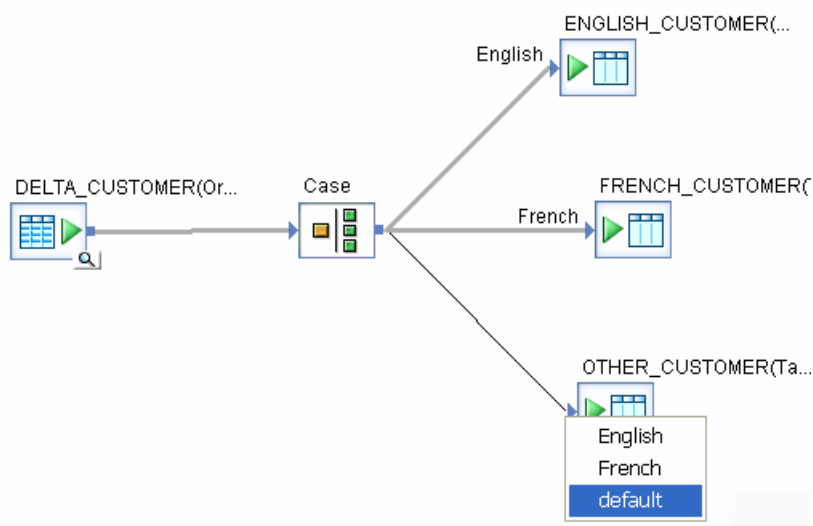 ENGLISH_CUSTOMER(...
English
DELTA_CUSTOMER(Or...
Case
FRENCH_CUSTOMER(
French
OTHER_CUSTOMER(Ta...
English
French
default